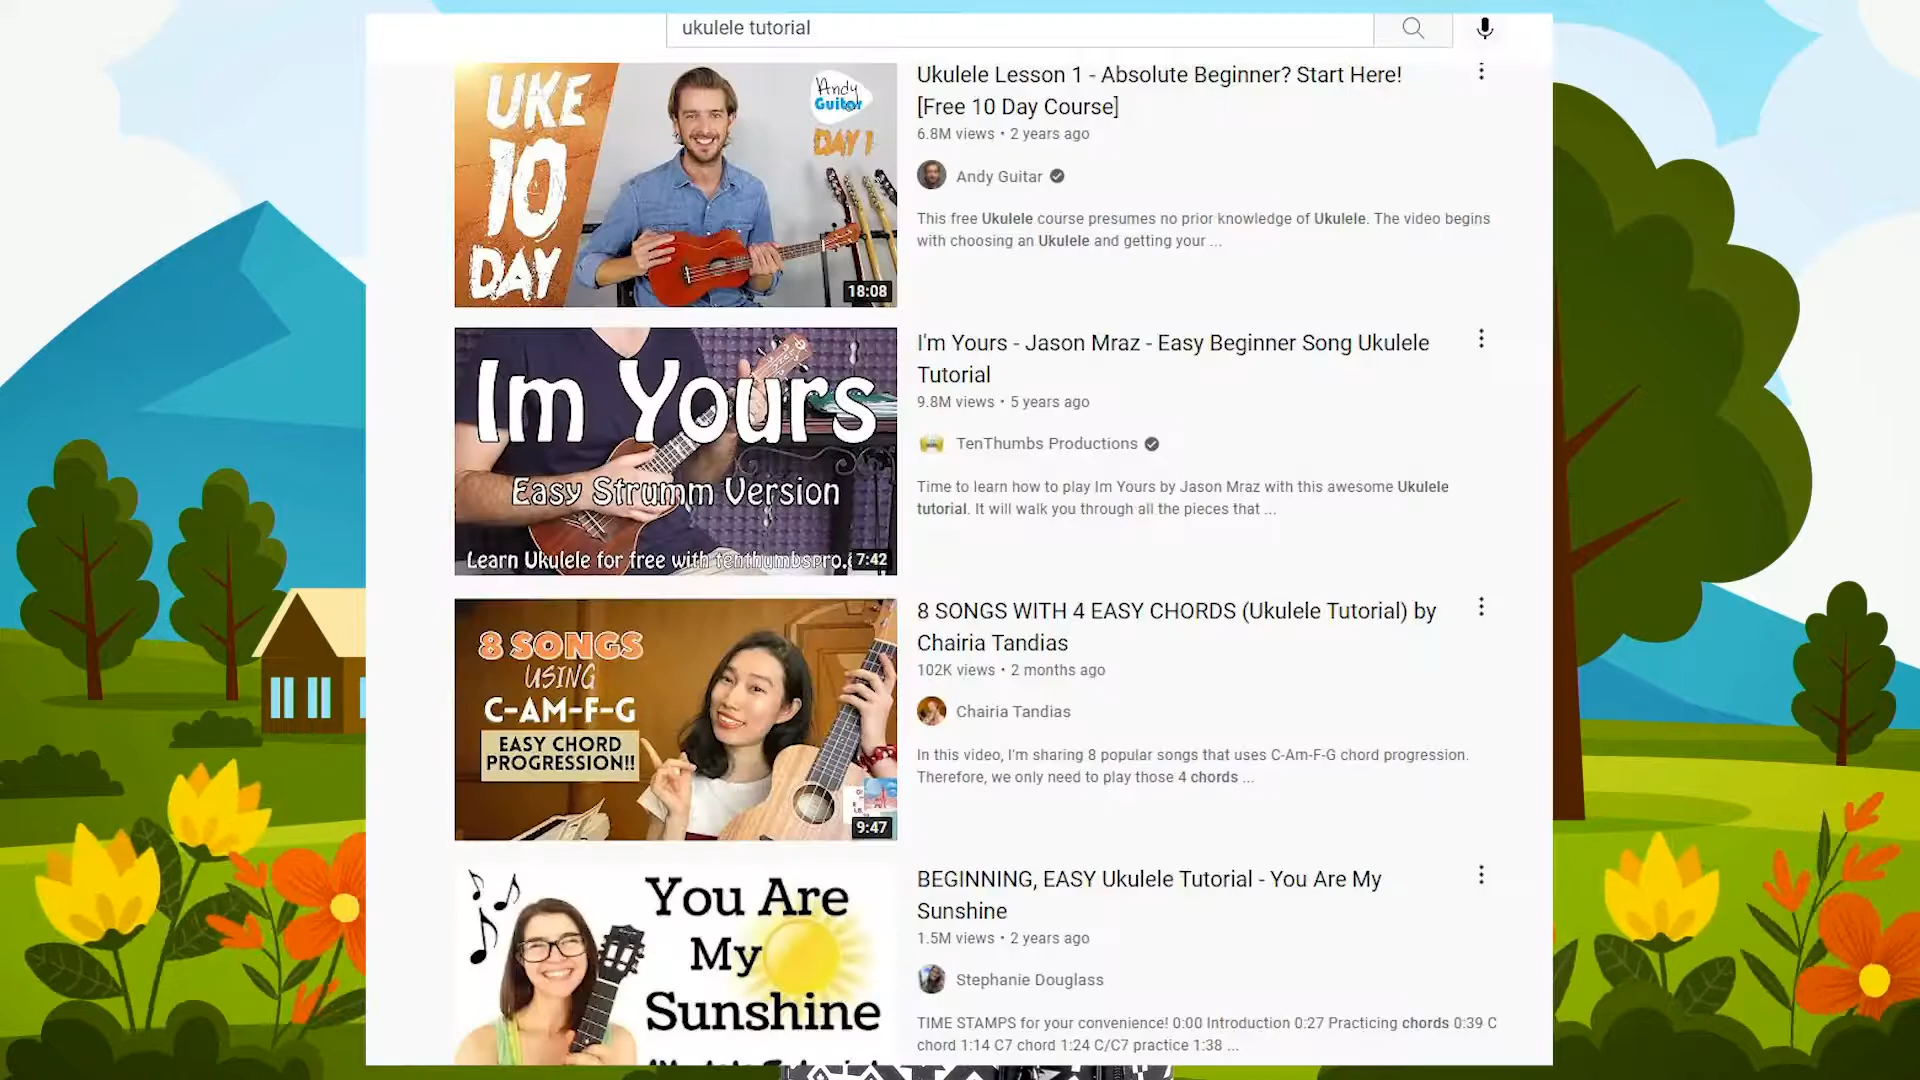 ukulele tutorial
UKE
10
DAY
Andy
Guitar
DAY 1
18:08
Ukulele Lesson 1 - Absolute Beginner? Start Here!
[Free 10 Day Course]
6.8M views • 2 years ago
Andy Guitar
This free Ukulele course presumes no prior knowledge of Ukulele. The video begins
with choosing an Ukulele and getting your ...
Im Yours
Easy Strumm Version
Learn Ukulele for free with tenthumbspro.
7:42
I'm Yours - Jason Mraz - Easy Beginner Song Ukulele
Tutorial
9.8M views • 5 years ago
TenThumbs Productions
Time to learn how to play Im Yours by Jason Mraz with this awesome Ukulele
tutorial. It will walk you through all the pieces that ...
8 SONGS
USING
C-AM-F-G
EASY CHORD
PROGRESSION!!
9:47
8 SONGS WITH 4 EASY CHORDS (Ukulele Tutorial) by
Chairia Tandias
102K views • 2 months ago
Chairia Tandias
In this video, I'm sharing 8 popular songs that uses C-Am-F-G chord progression.
Therefore, we only need to play those 4 chords ...
You Are
My
Sunshine
BEGINNING, EASY Ukulele Tutorial - You Are My
Sunshine
1.5M views • 2 years ago
Stephanie Douglass
TIME STAMPS for your convenience! 0:00 Introduction 0:27 Practicing chords 0:39 C
chord 1:14 C7 chord 1:24 C/C7 practice 1:38 ...